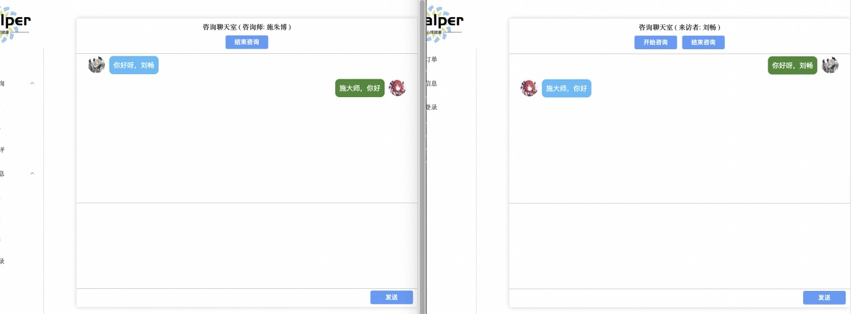 alper
咨询聊天室 ( 咨询师: 施朱博 )
结束咨询
询
评
息
录
你好呀，刘畅
施大师，你好
发送
alper
咨询聊天室 ( 来访者: 刘畅 )
开始咨询 结束咨询
订单
信息
登录
你好呀，刘畅
施大师，你好
发送